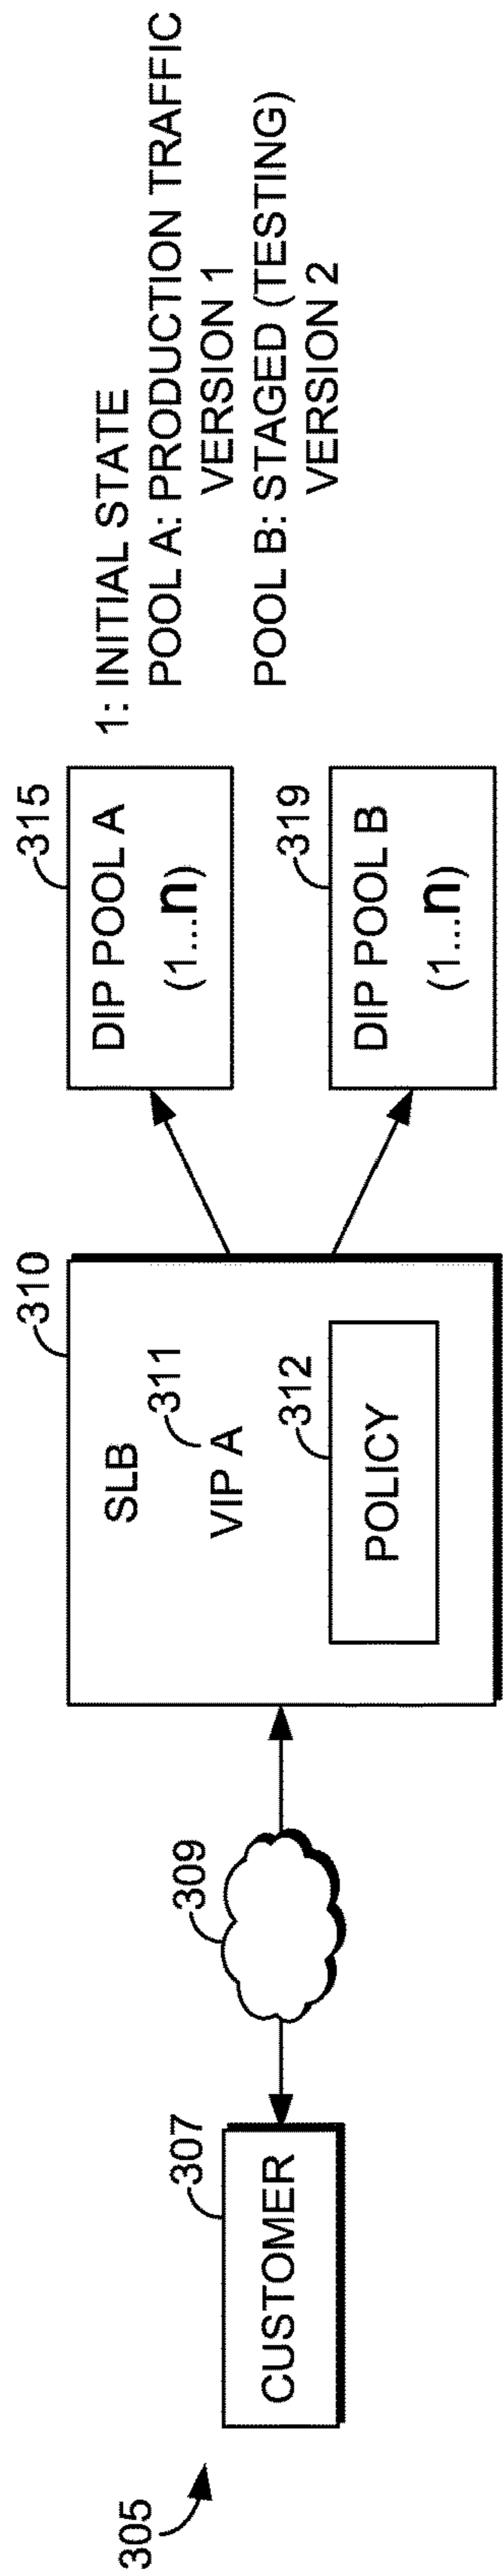 305
307
CUSTOMER
309
310
SLB
311
VIP A
312
POLICY
315
DIP POOL A
(1...n)
319
DIP POOL B
(1...n)
1: INITIAL STATE
POOL A: PRODUCTION TRAFFIC
VERSION 1
POOL B: STAGED (TESTING)
VERSION 2